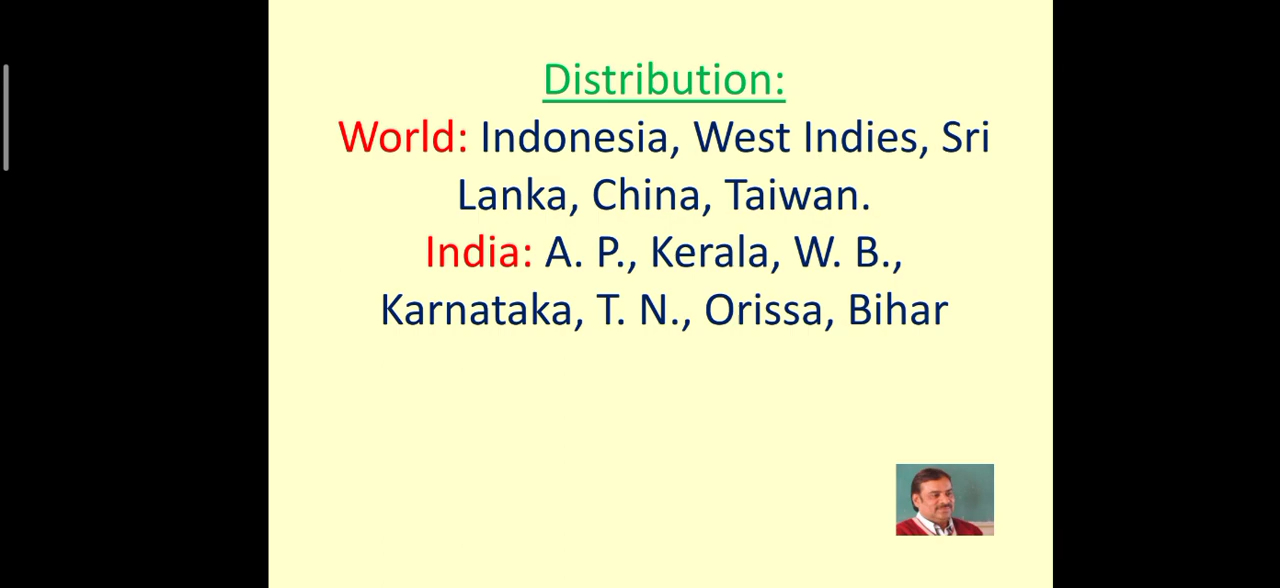 Distribution:
World: Indonesia, West Indies, Sri
Lanka, China, Taiwan.
India: A. P., Kerala, W. B.,
Karnataka, T. N., Orissa, Bihar